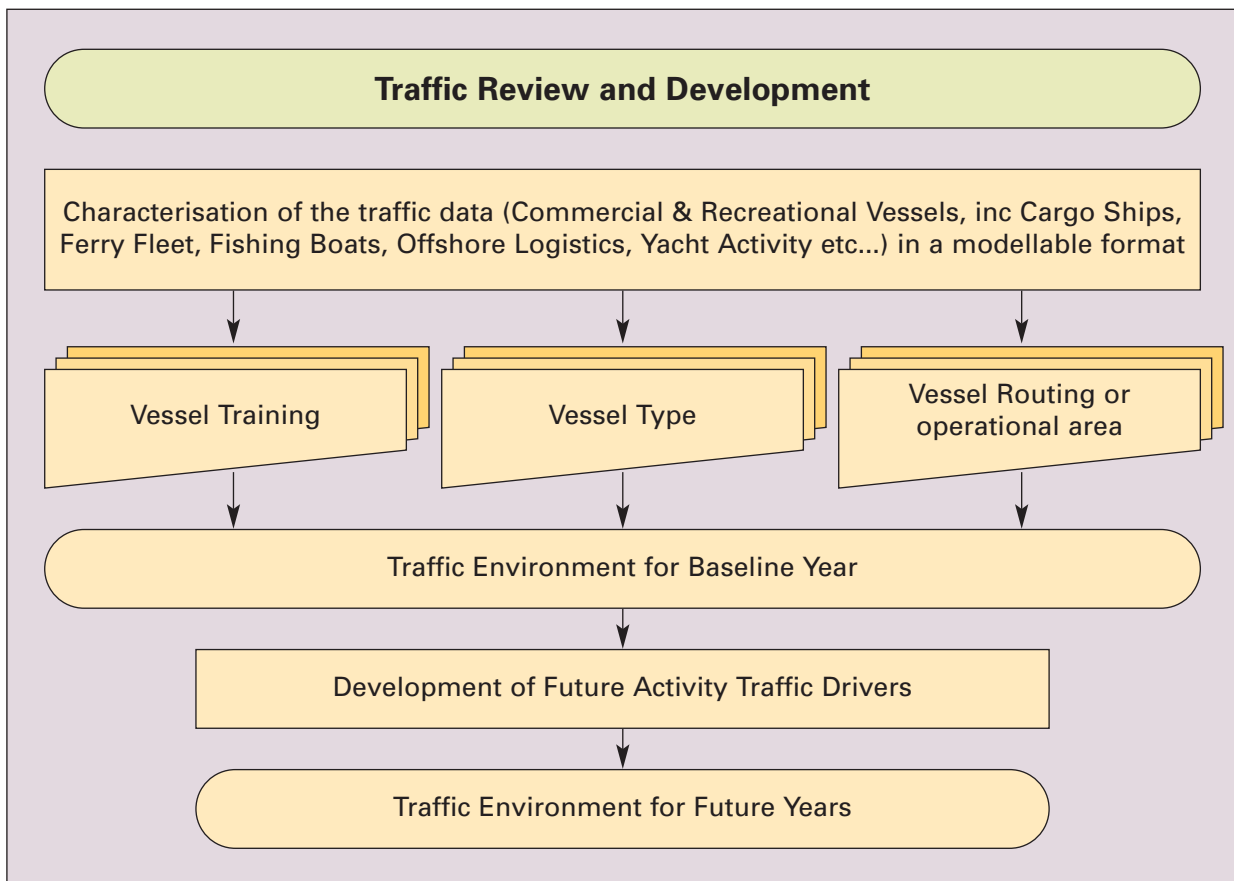 Traffic Review and Development
Characterisation of the traffic data (Commercial & Recreational Vessels, inc Cargo Ships,
Ferry Fleet, Fishing Boats, Offshore Logistics, Yacht Activity etc...) in a modellable format
Vessel Training
Vessel Type
Vessel Routing or
operational area
Traffic Environment for Baseline Year
Development of Future Activity Traffic Drivers
Traffic Environment for Future Years